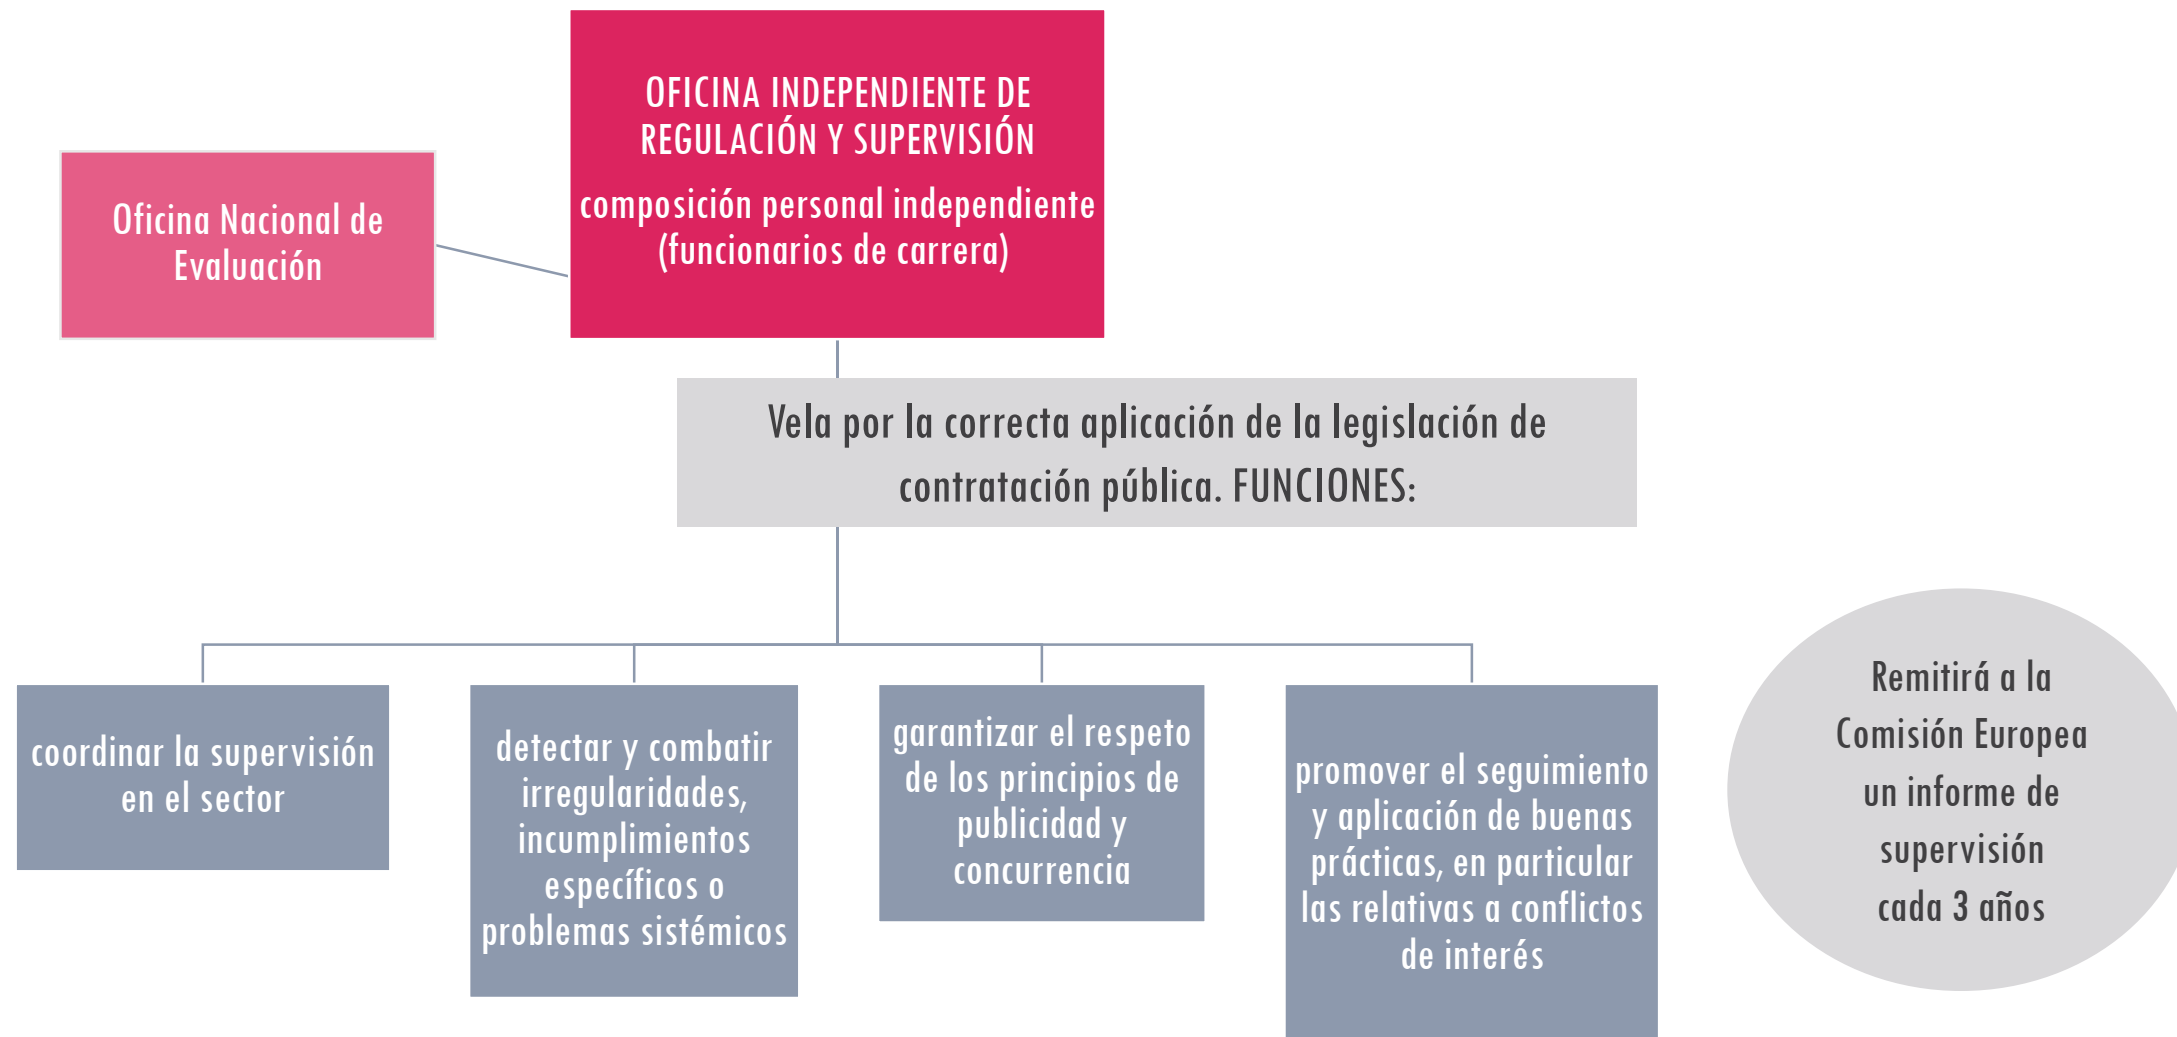 OFICINA INDEPENDIENTE DE
REGULACIÓN Y SUPERVISIÓN
composición personal independiente
(funcionarios de carrera)
Oficina Nacional de
Evaluación
Vela por la correcta aplicación de la legislación de
contratación pública. FUNCIONES:
coordinar la supervisión
en el sector
detectar y combatir
irregularidades,
incumplimientos
específicos o
problemas sistémicos
garantizar el respeto
de los principios de
publicidad y
concurrencia
promover el seguimiento
y aplicación de buenas
prácticas, en particular
las relativas a conflictos
de interés
Remitirá a la
Comisión Europea
un informe de
supervisión
cada 3 años